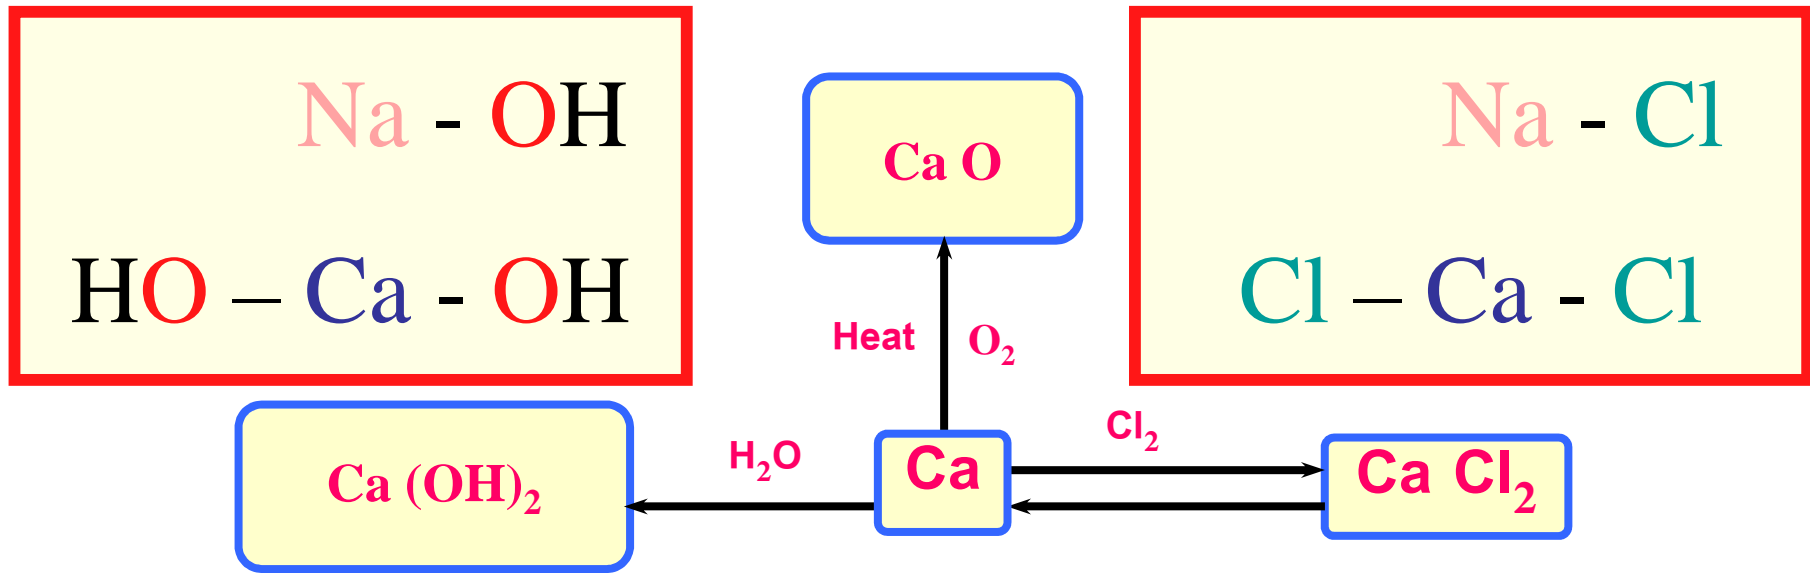 Na - OH
HO – Ca - OH
Ca O
Na - Cl
Cl – Ca - Cl
Heat
O₂
Cl₂
H₂O
Ca (OH)₂
Ca
Ca Cl₂